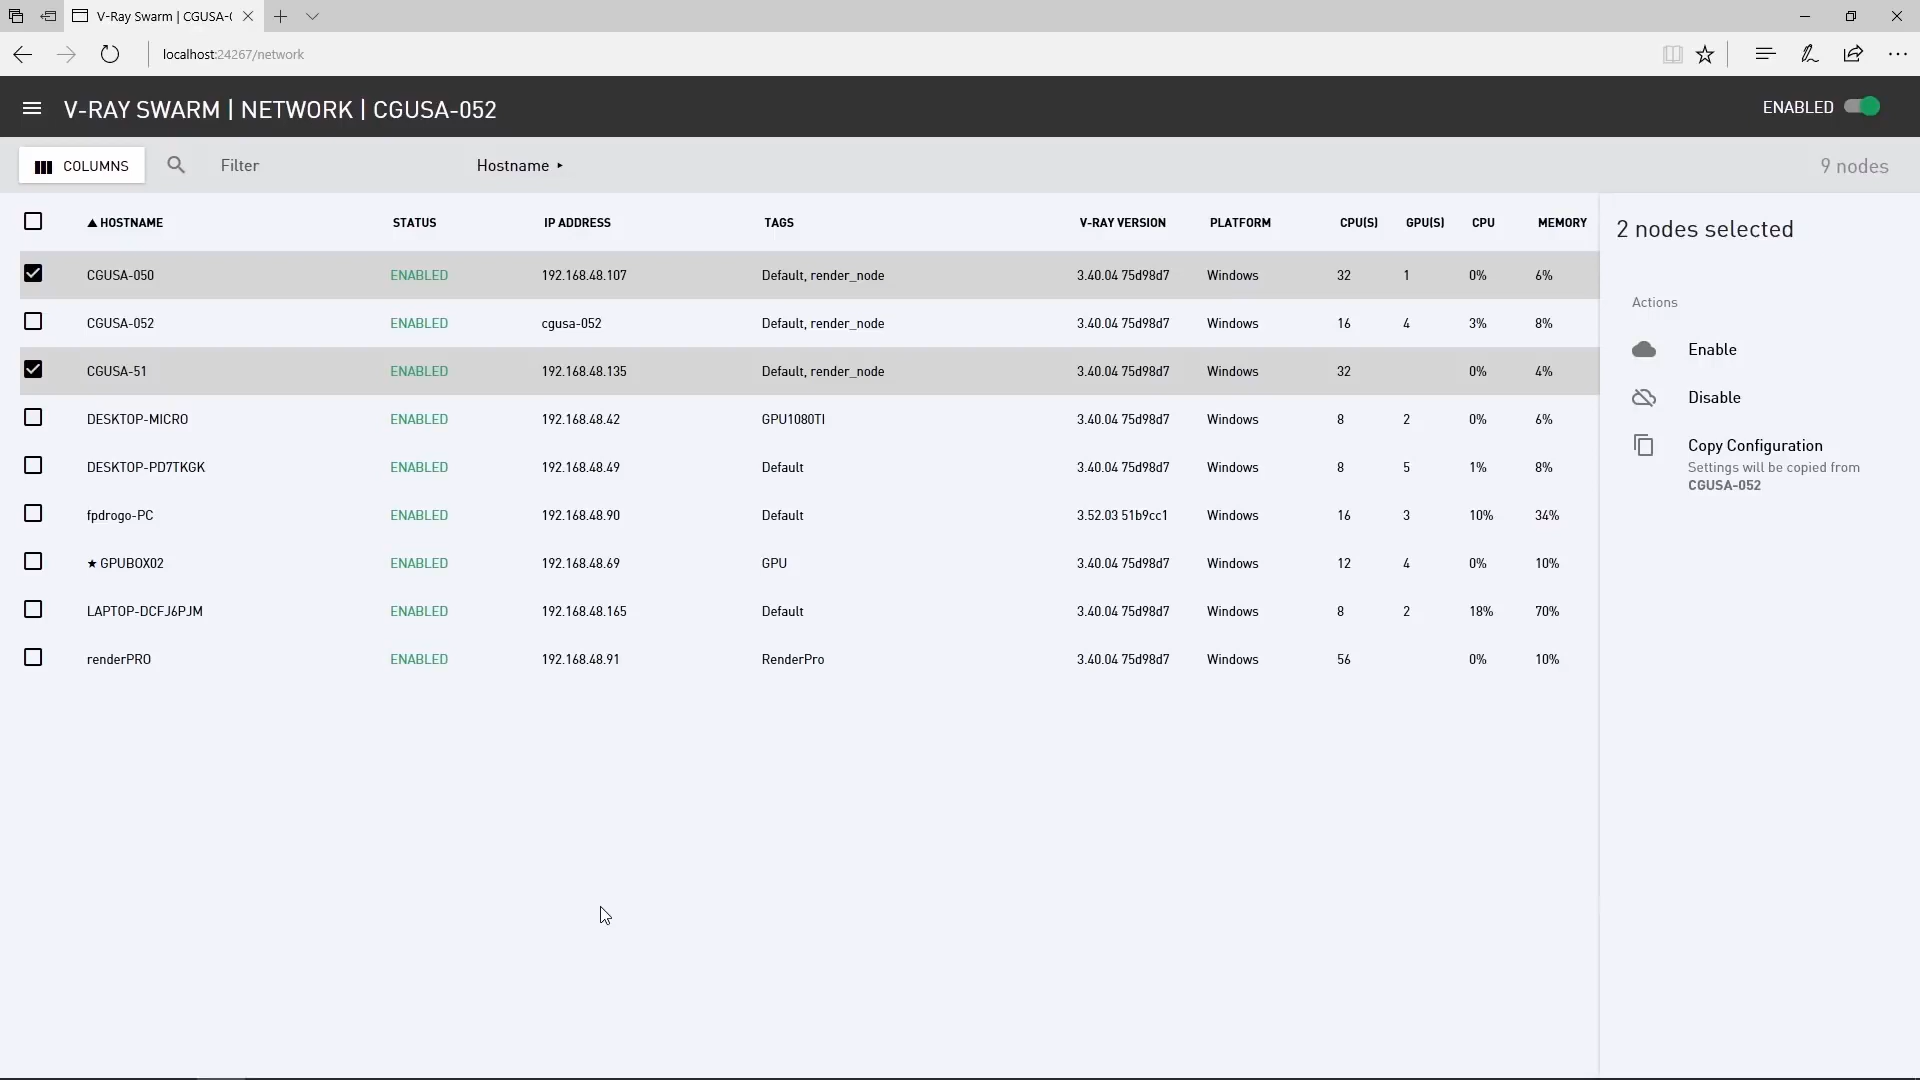 V-Ray Swarm | CGUSA-0
localhost:24267/network
V-RAY SWARM | NETWORK | CGUSA-052 ENABLED
COLUMNS Filter Hostname ▸ 9 nodes
▲ HOSTNAME STATUS IP ADDRESS TAGS V-RAY VERSION PLATFORM CPU(S) GPU(S) CPU MEMORY
CGUSA-050 ENABLED 192.168.48.107 Default, render_node 3.40.04 75d98d7 Windows 32 1 0% 6%
CGUSA-052 ENABLED cgusa-052 Default, render_node 3.40.04 75d98d7 Windows 16 4 3% 8%
CGUSA-51 ENABLED 192.168.48.135 Default, render_node 3.40.04 75d98d7 Windows 32 0% 4%
DESKTOP-MICRO ENABLED 192.168.48.42 GPU1080TI 3.40.04 75d98d7 Windows 8 2 0% 6%
DESKTOP-PD7TKGK ENABLED 192.168.48.49 Default 3.40.04 75d98d7 Windows 8 5 1% 8%
fpdrogo-PC ENABLED 192.168.48.90 Default 3.52.03 51b9cc1 Windows 16 3 10% 34%
★ GPUBOX02 ENABLED 192.168.48.69 GPU 3.40.04 75d98d7 Windows 12 4 0% 10%
LAPTOP-DCFJ6PJM ENABLED 192.168.48.165 Default 3.40.04 75d98d7 Windows 8 2 18% 70%
renderPRO ENABLED 192.168.48.91 RenderPro 3.40.04 75d98d7 Windows 56 0% 10%
2 nodes selected
Actions
Enable
Disable
Copy Configuration
Settings will be copied from
CGUSA-052